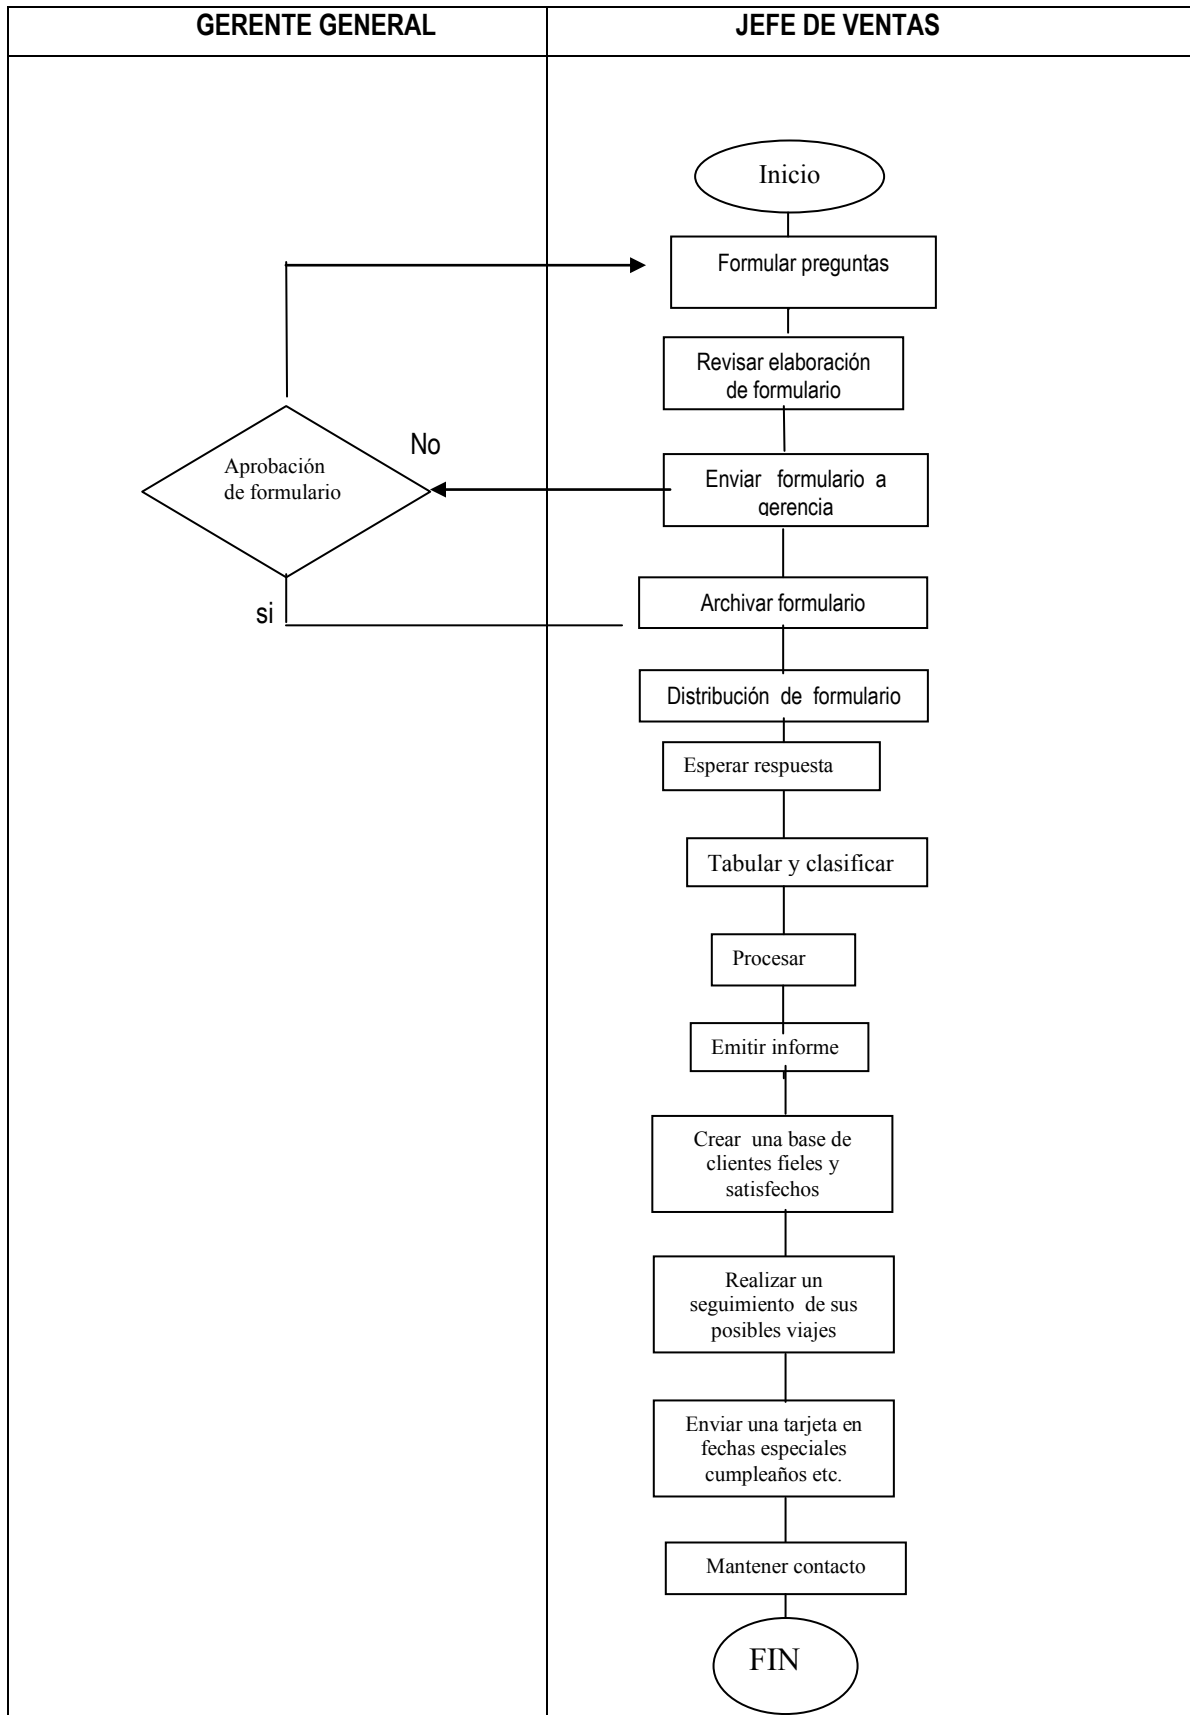 GERENTE GENERAL
JEFE DE VENTAS
Inicio
Formular preguntas
Revisar elaboración
de formulario
No
Aprobación
de formulario
Enviar formulario a
gerencia
si
Archivar formulario
Distribución de formulario
Esperar respuesta
Tabular y clasificar
Procesar
Emitir informe
Crear una base de
clientes fieles y
satisfechos
Realizar un
seguimiento de sus
posibles viajes
Enviar una tarjeta en
fechas especiales
cumpleaños etc.
Mantener contacto
FIN